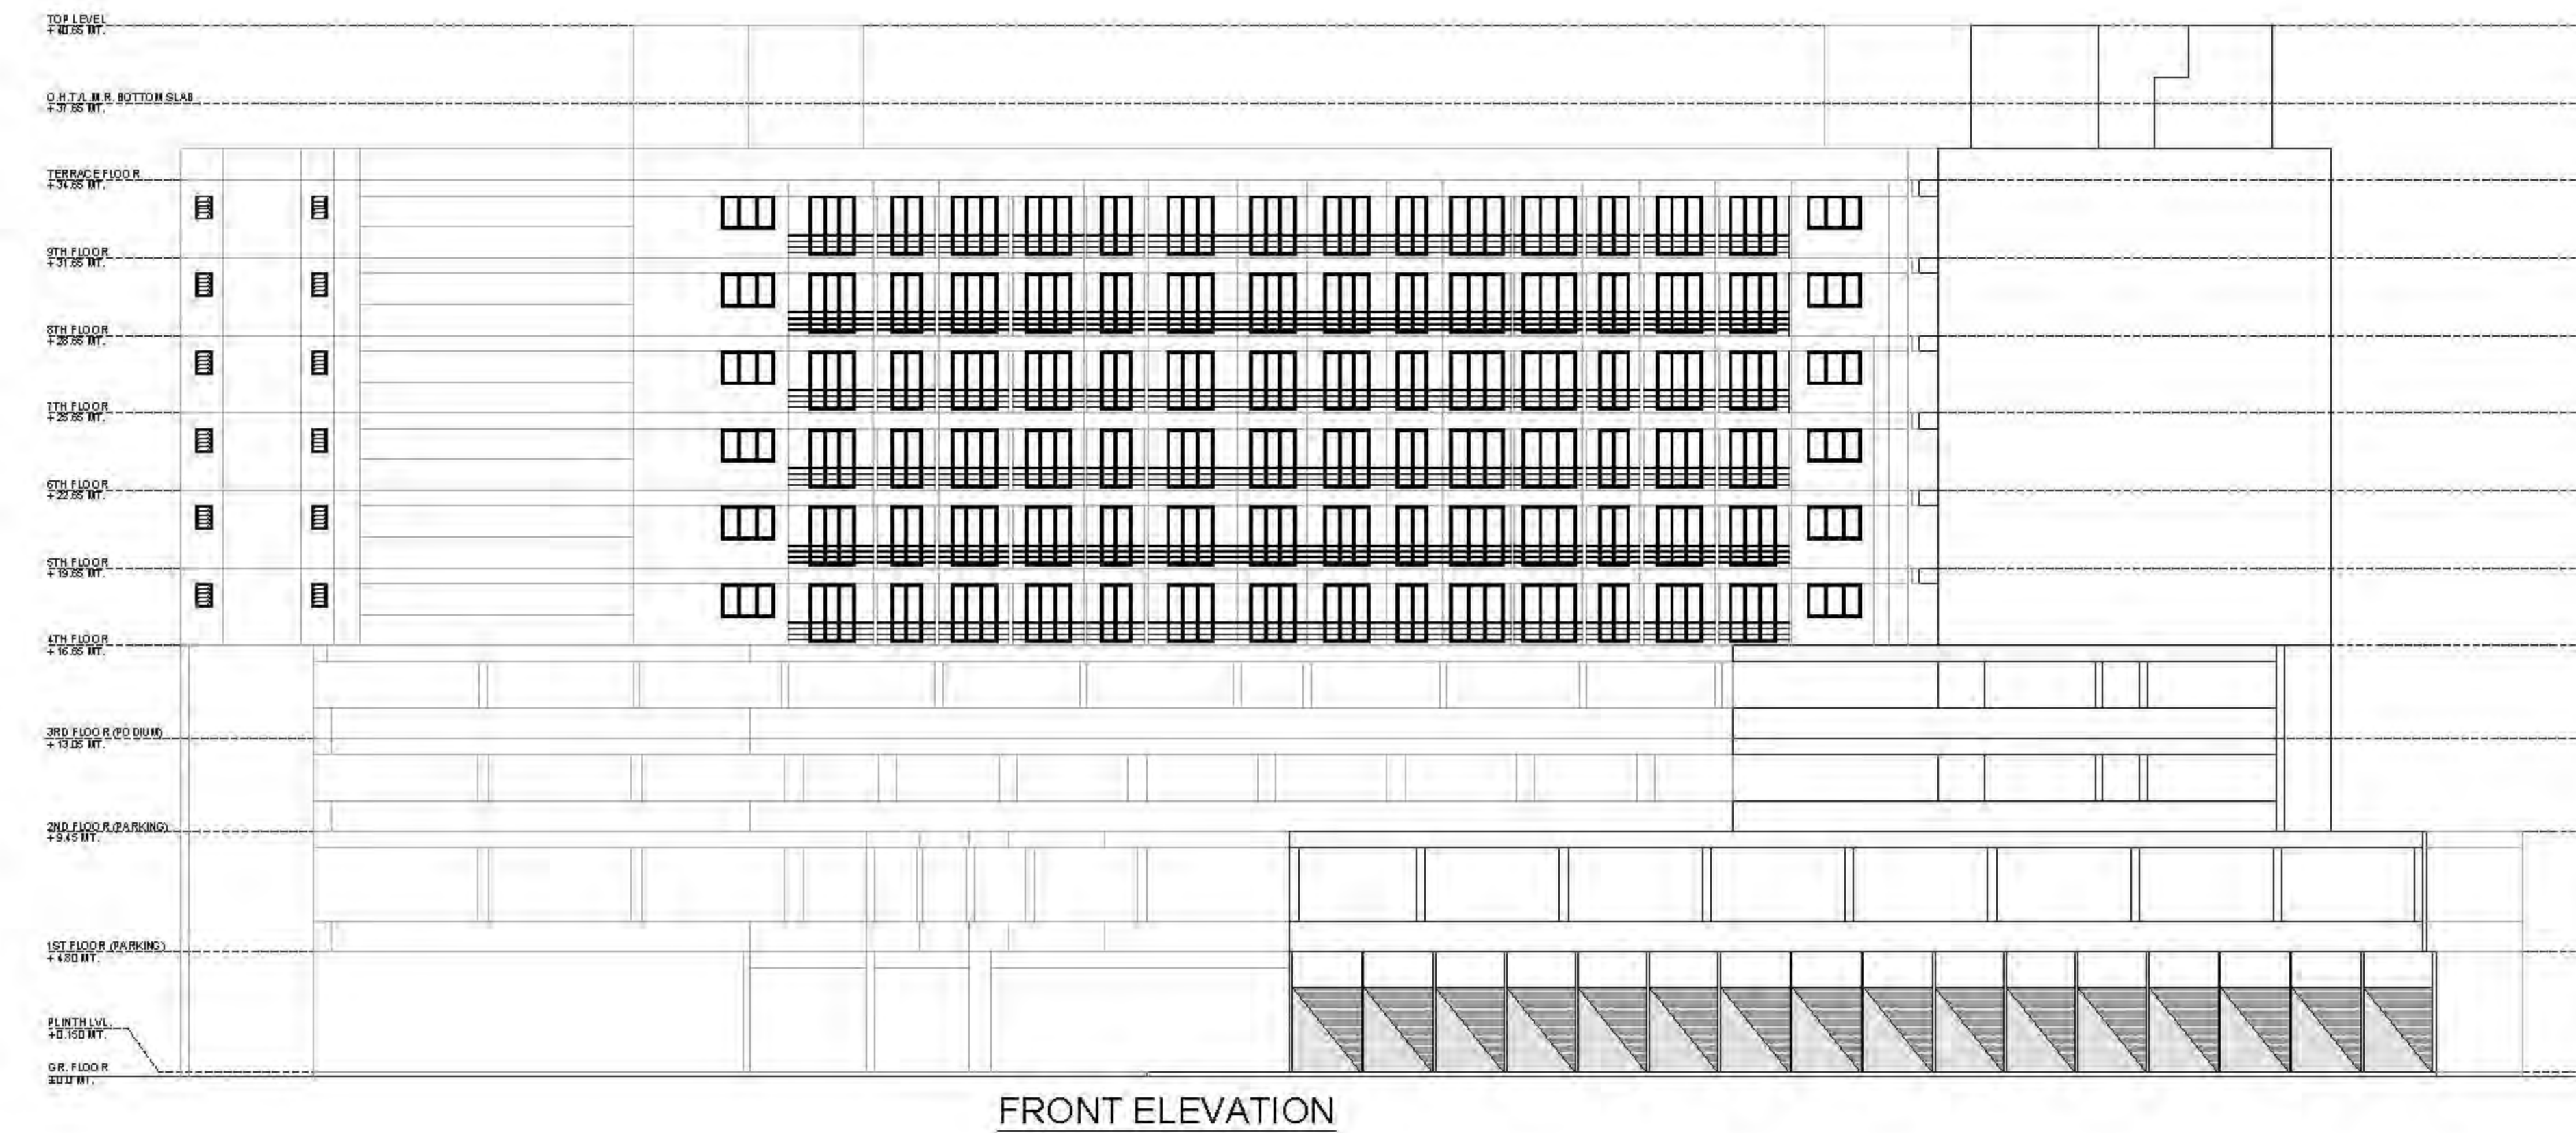 TOP LEVEL
+40.65 MT.
O.H.T./L.M.R. BOTTOM SLAB
+37.65 MT.
TERRACE FLOOR
+34.65 MT.
9TH FLOOR
+31.65 MT.
8TH FLOOR
+28.65 MT.
7TH FLOOR
+25.65 MT.
6TH FLOOR
+22.65 MT.
5TH FLOOR
+19.65 MT.
4TH FLOOR
+16.65 MT.
3RD FLOOR (PODIUM)
+13.05 MT.
2ND FLOOR (PARKING)
+9.45 MT.
1ST FLOOR (PARKING)
+4.80 MT.
PLINTH LVL.
+0.150 MT.
GR. FLOOR
FRONT ELEVATION